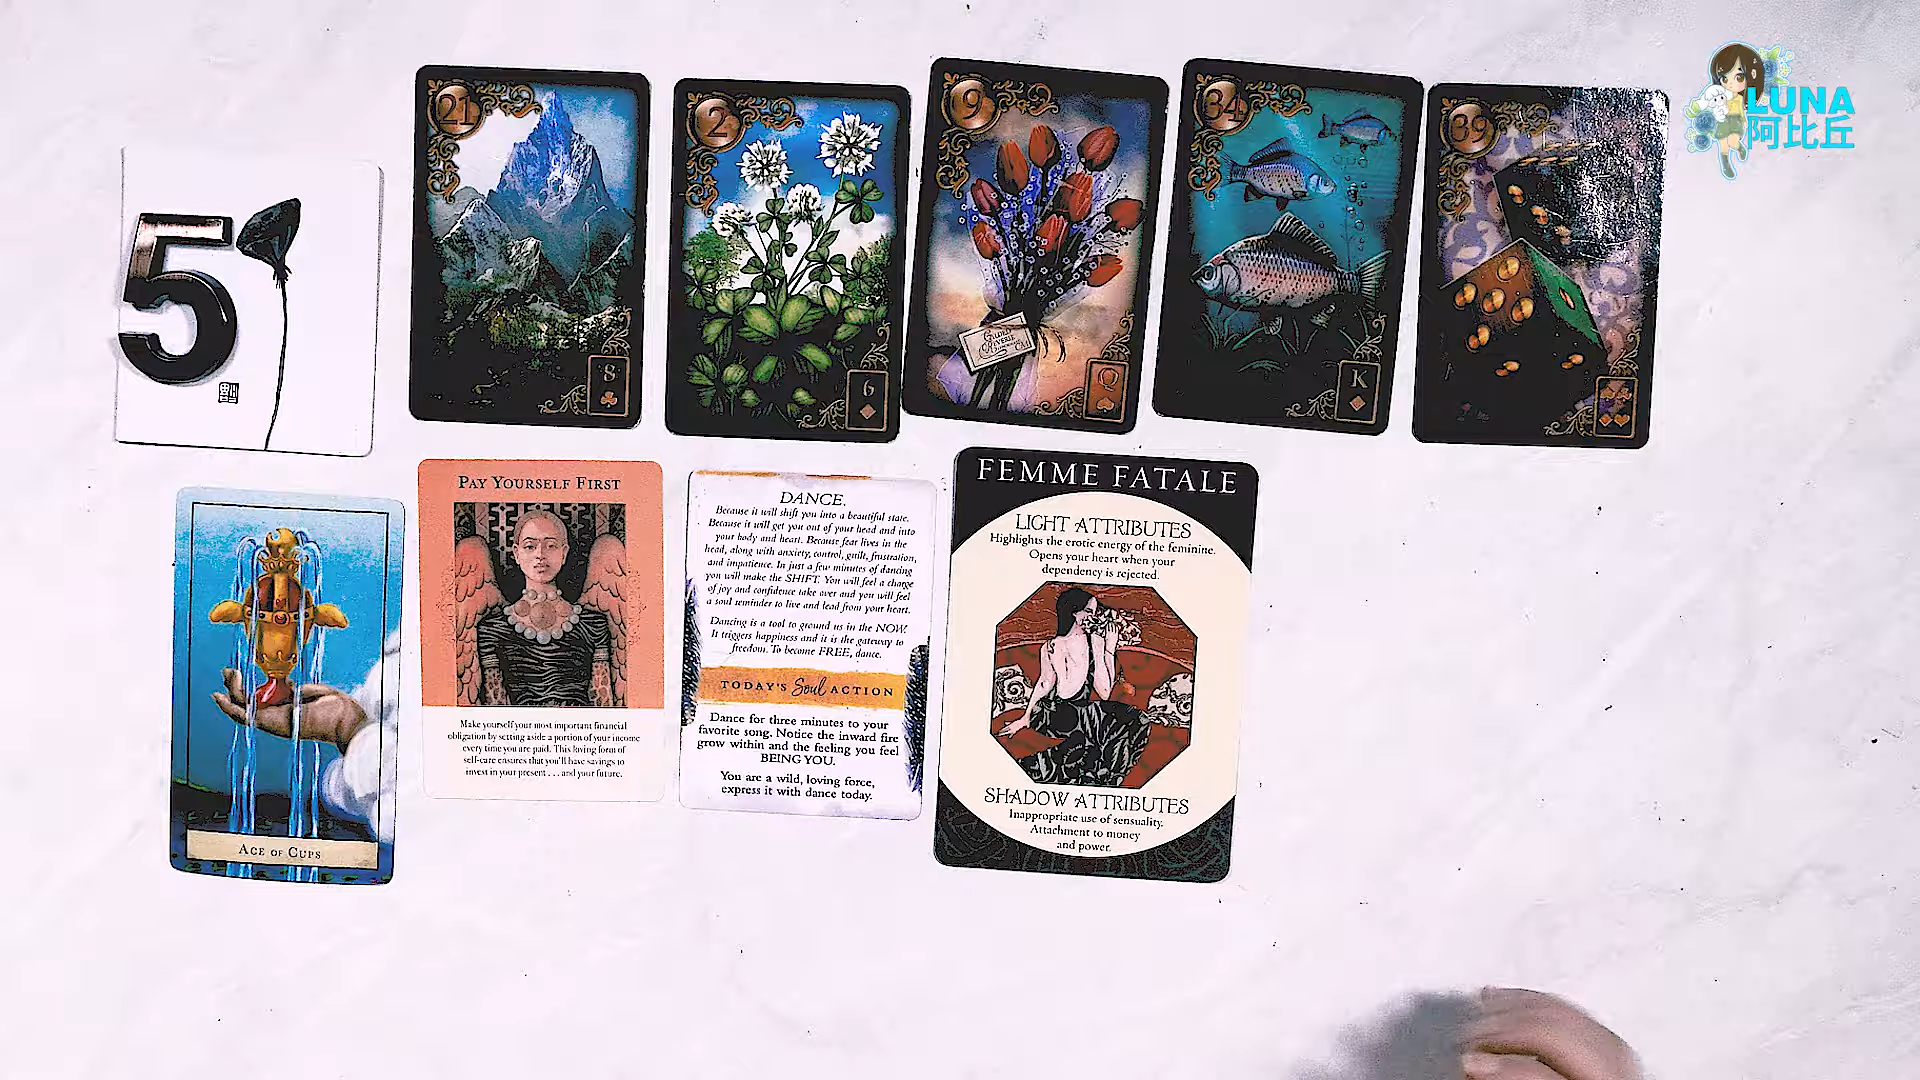 LUNA
阿比丘
5
21
8
2
6
9
Q
34
K
39
PAY YOURSELF FIRST
Make yourself your most important financial
obligation by setting aside a portion of your income
every time you are paid. This loving form of
self-care ensures that you'll have savings to
invest in your present . . . and your future.
DANCE.
Because it will shift you into a beautiful state.
Because it will get you out of your head and into
your body and heart. Because fear lives in the
head, along with anxiety, control, guilt, frustration,
and impatience. In just a few minutes of dancing
you will make the SHIFT. You will feel a charge
of joy and confidence take over and you will feel
a soul reminder to live and lead from your heart.
Dancing is a tool to ground us in the NOW.
It triggers happiness and it is the gateway to
freedom. To become FREE, dance.
TODAY'S Soul ACTION
Dance for three minutes to your
favorite song. Notice the inward fire
grow within and the feeling you feel
BEING YOU.
You are a wild, loving force,
express it with dance today.
FEMME FATALE
LIGHT ATTRIBUTES
Highlights the erotic energy of the feminine.
Opens your heart when your
dependency is rejected.
SHADOW ATTRIBUTES
Inappropriate use of sensuality.
Attachment to money
and power.
ACE OF CUPS